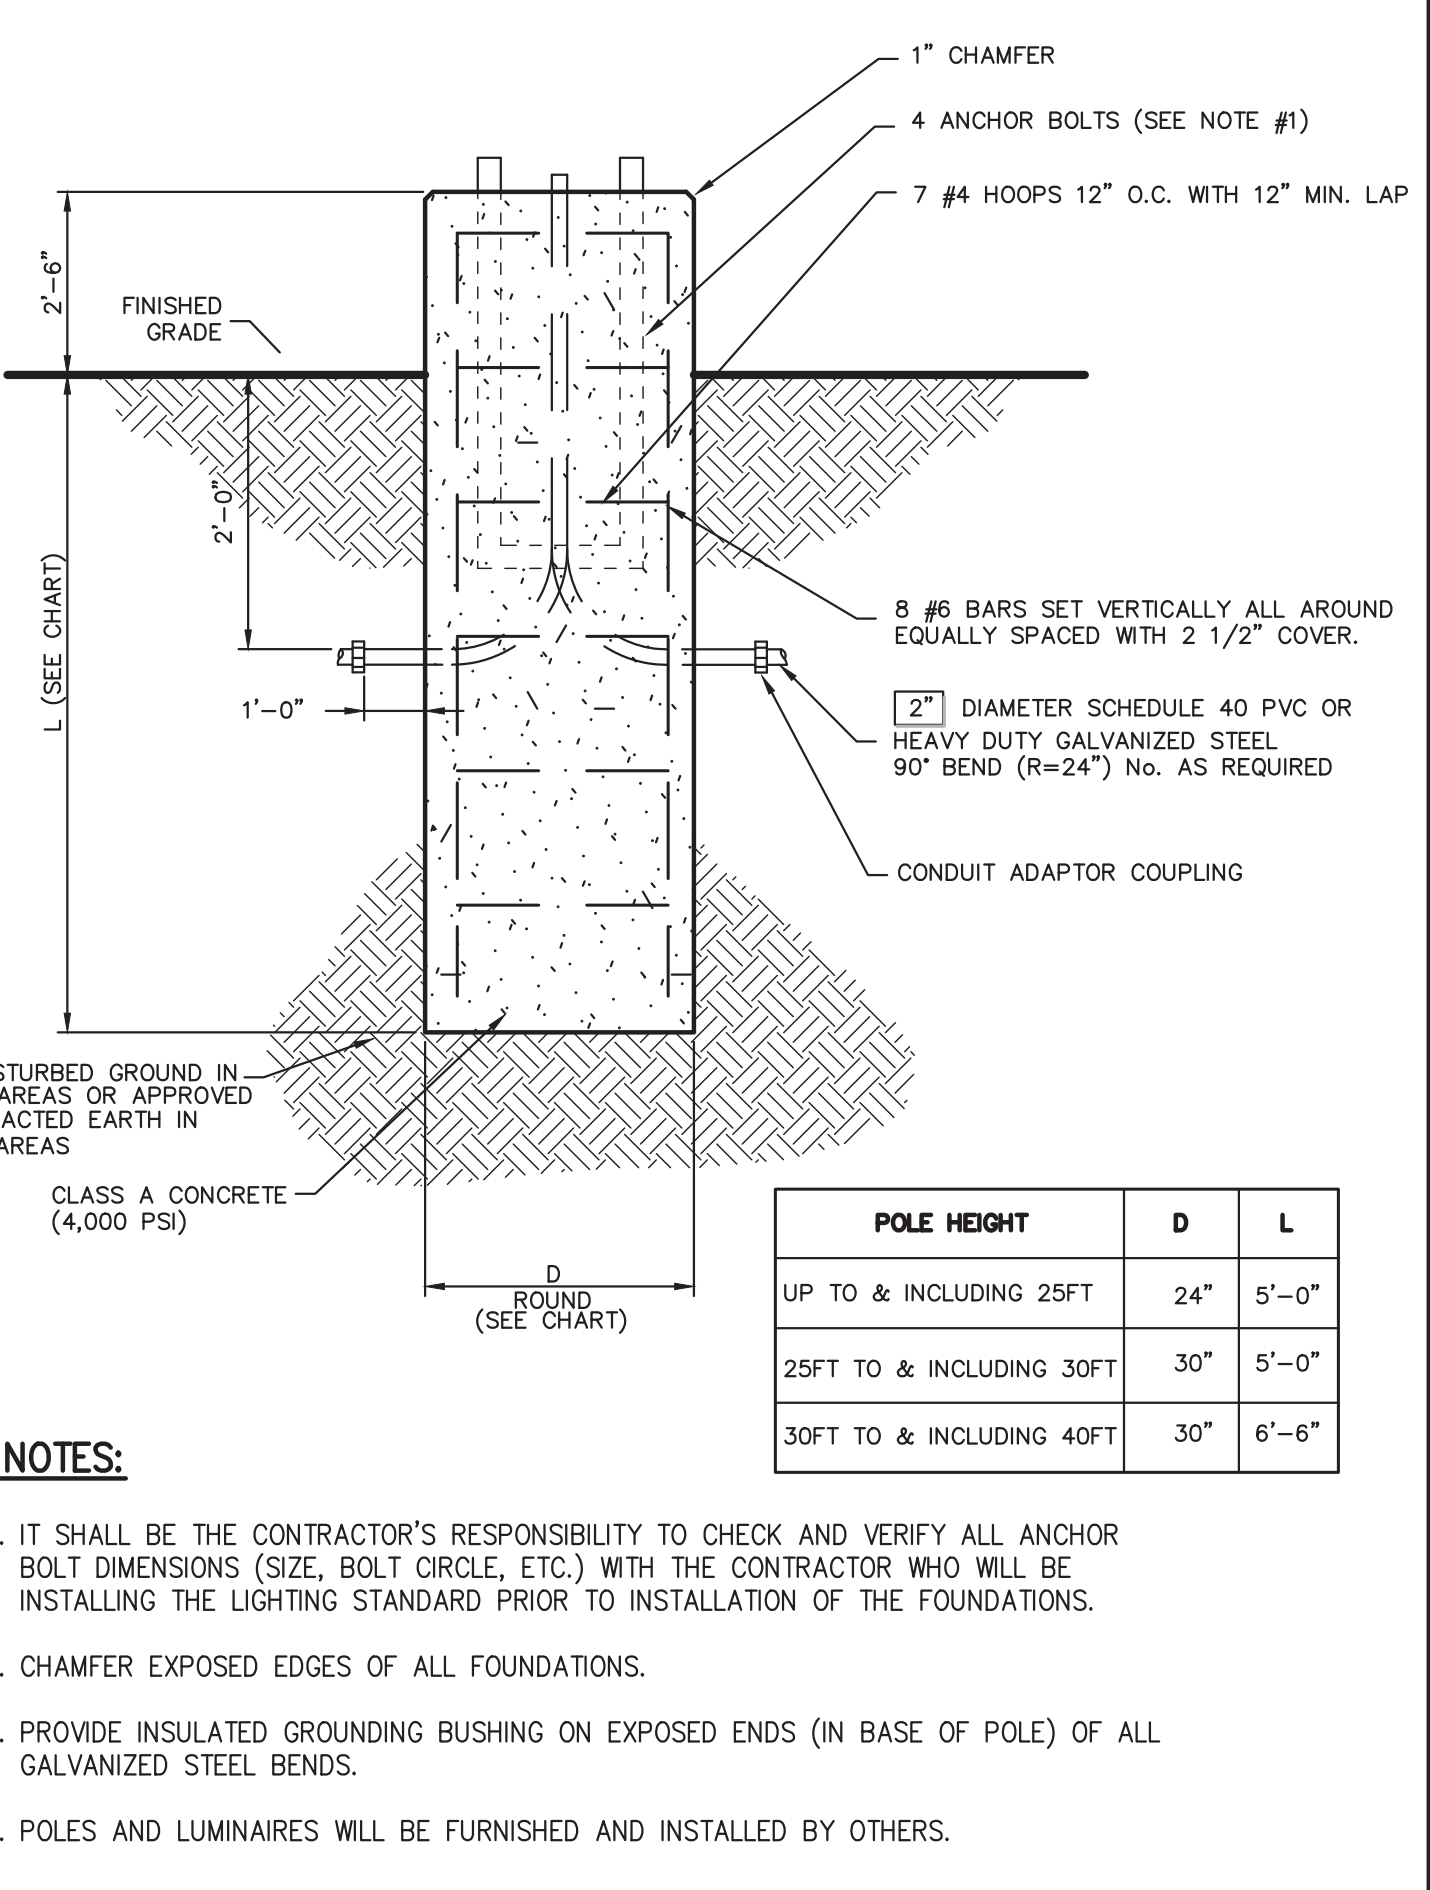 1” CHAMFER
4 ANCHOR BOLTS (SEE NOTE #1)
7 #4 HOOPS 12” O.C. WITH 12” MIN. LAP
2’–6”
FINISHED
GRADE
2’–0”
L (SEE CHART)
8 #6 BARS SET VERTICALLY ALL AROUND
EQUALLY SPACED WITH 2 1/2” COVER.
1’–0”
2” DIAMETER SCHEDULE 40 PVC OR
HEAVY DUTY GALVANIZED STEEL
90° BEND (R=24”) No. AS REQUIRED
CONDUIT ADAPTOR COUPLING
STURBED GROUND IN
AREAS OR APPROVED
ACTED EARTH IN
AREAS
CLASS A CONCRETE
(4,000 PSI)
D
ROUND
(SEE CHART)
POLE HEIGHT D L
UP TO & INCLUDING 25FT 24” 5’–0”
25FT TO & INCLUDING 30FT 30” 5’–0”
30FT TO & INCLUDING 40FT 30” 6’–6”
NOTES:
. IT SHALL BE THE CONTRACTOR’S RESPONSIBILITY TO CHECK AND VERIFY ALL ANCHOR
BOLT DIMENSIONS (SIZE, BOLT CIRCLE, ETC.) WITH THE CONTRACTOR WHO WILL BE
INSTALLING THE LIGHTING STANDARD PRIOR TO INSTALLATION OF THE FOUNDATIONS.
. CHAMFER EXPOSED EDGES OF ALL FOUNDATIONS.
. PROVIDE INSULATED GROUNDING BUSHING ON EXPOSED ENDS (IN BASE OF POLE) OF ALL
GALVANIZED STEEL BENDS.
. POLES AND LUMINAIRES WILL BE FURNISHED AND INSTALLED BY OTHERS.